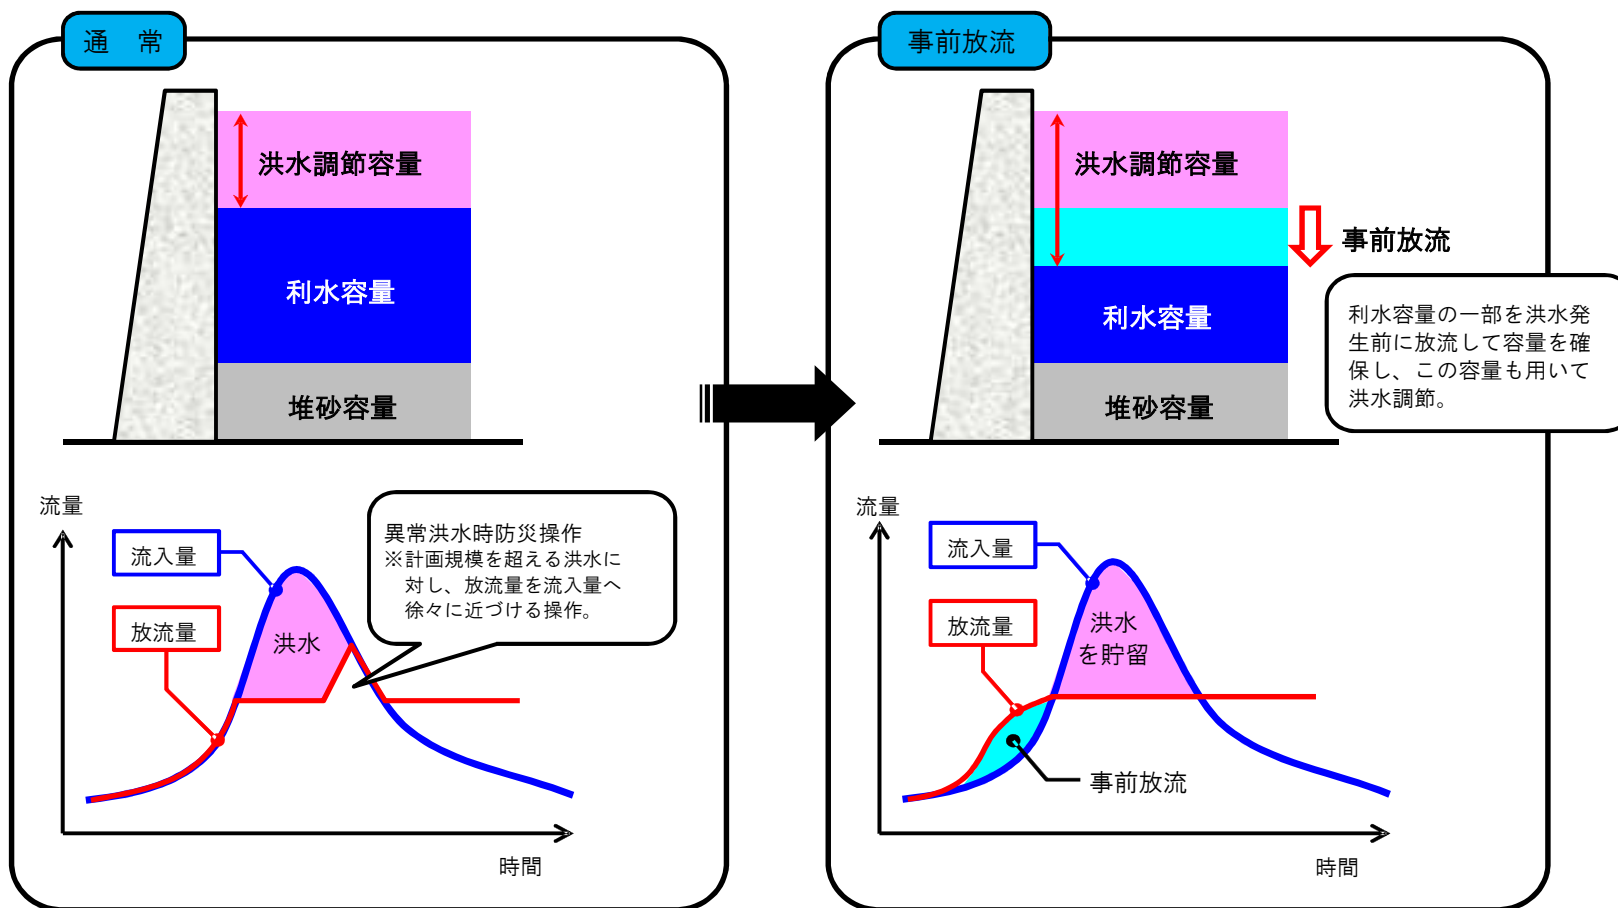 通　常
洪水調節容量
利水容量
堆砂容量
流量
流入量
放流量
洪水
異常洪水時防災操作
※計画規模を超える洪水に
対し、放流量を流入量へ
徐々に近づける操作。
時間
事前放流
洪水調節容量
事前放流
利水容量
堆砂容量
利水容量の一部を洪水発
生前に放流して容量を確
保し、この容量も用いて
洪水調節。
流量
流入量
放流量
洪水
を貯留
事前放流
時間